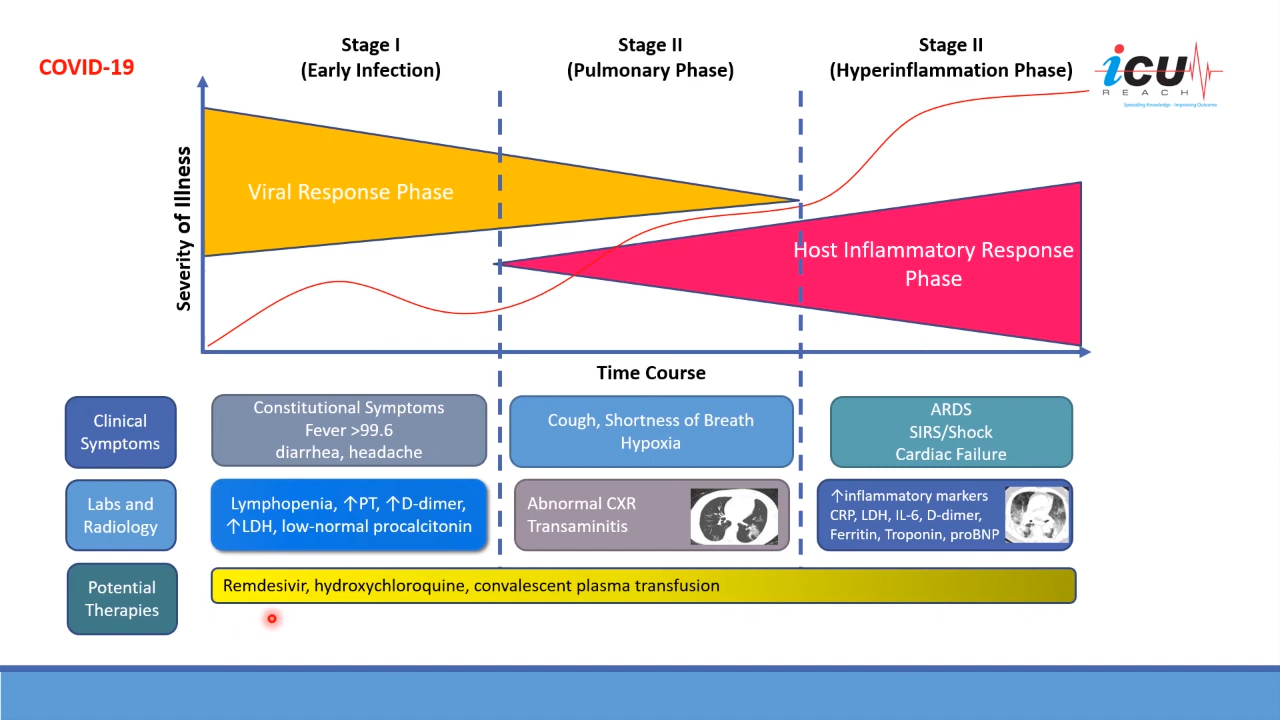 COVID-19
Stage I
(Early Infection)
Stage II
(Pulmonary Phase)
Stage II
(Hyperinflammation Phase)
iCU
REACH
Spreading Knowledge - Improving Outcome
Severity of Illness
Viral Response Phase
Host Inflammatory Response
Phase
Time Course
Clinical
Symptoms
Constitutional Symptoms
Fever >99.6
diarrhea, headache
Cough, Shortness of Breath
Hypoxia
ARDS
SIRS/Shock
Cardiac Failure
Labs and
Radiology
Lymphopenia, ↑PT, ↑D-dimer,
↑LDH, low-normal procalcitonin
Abnormal CXR
Transaminitis
↑inflammatory markers
CRP, LDH, IL-6, D-dimer,
Ferritin, Troponin, proBNP
Potential
Therapies
Remdesivir, hydroxychloroquine, convalescent plasma transfusion